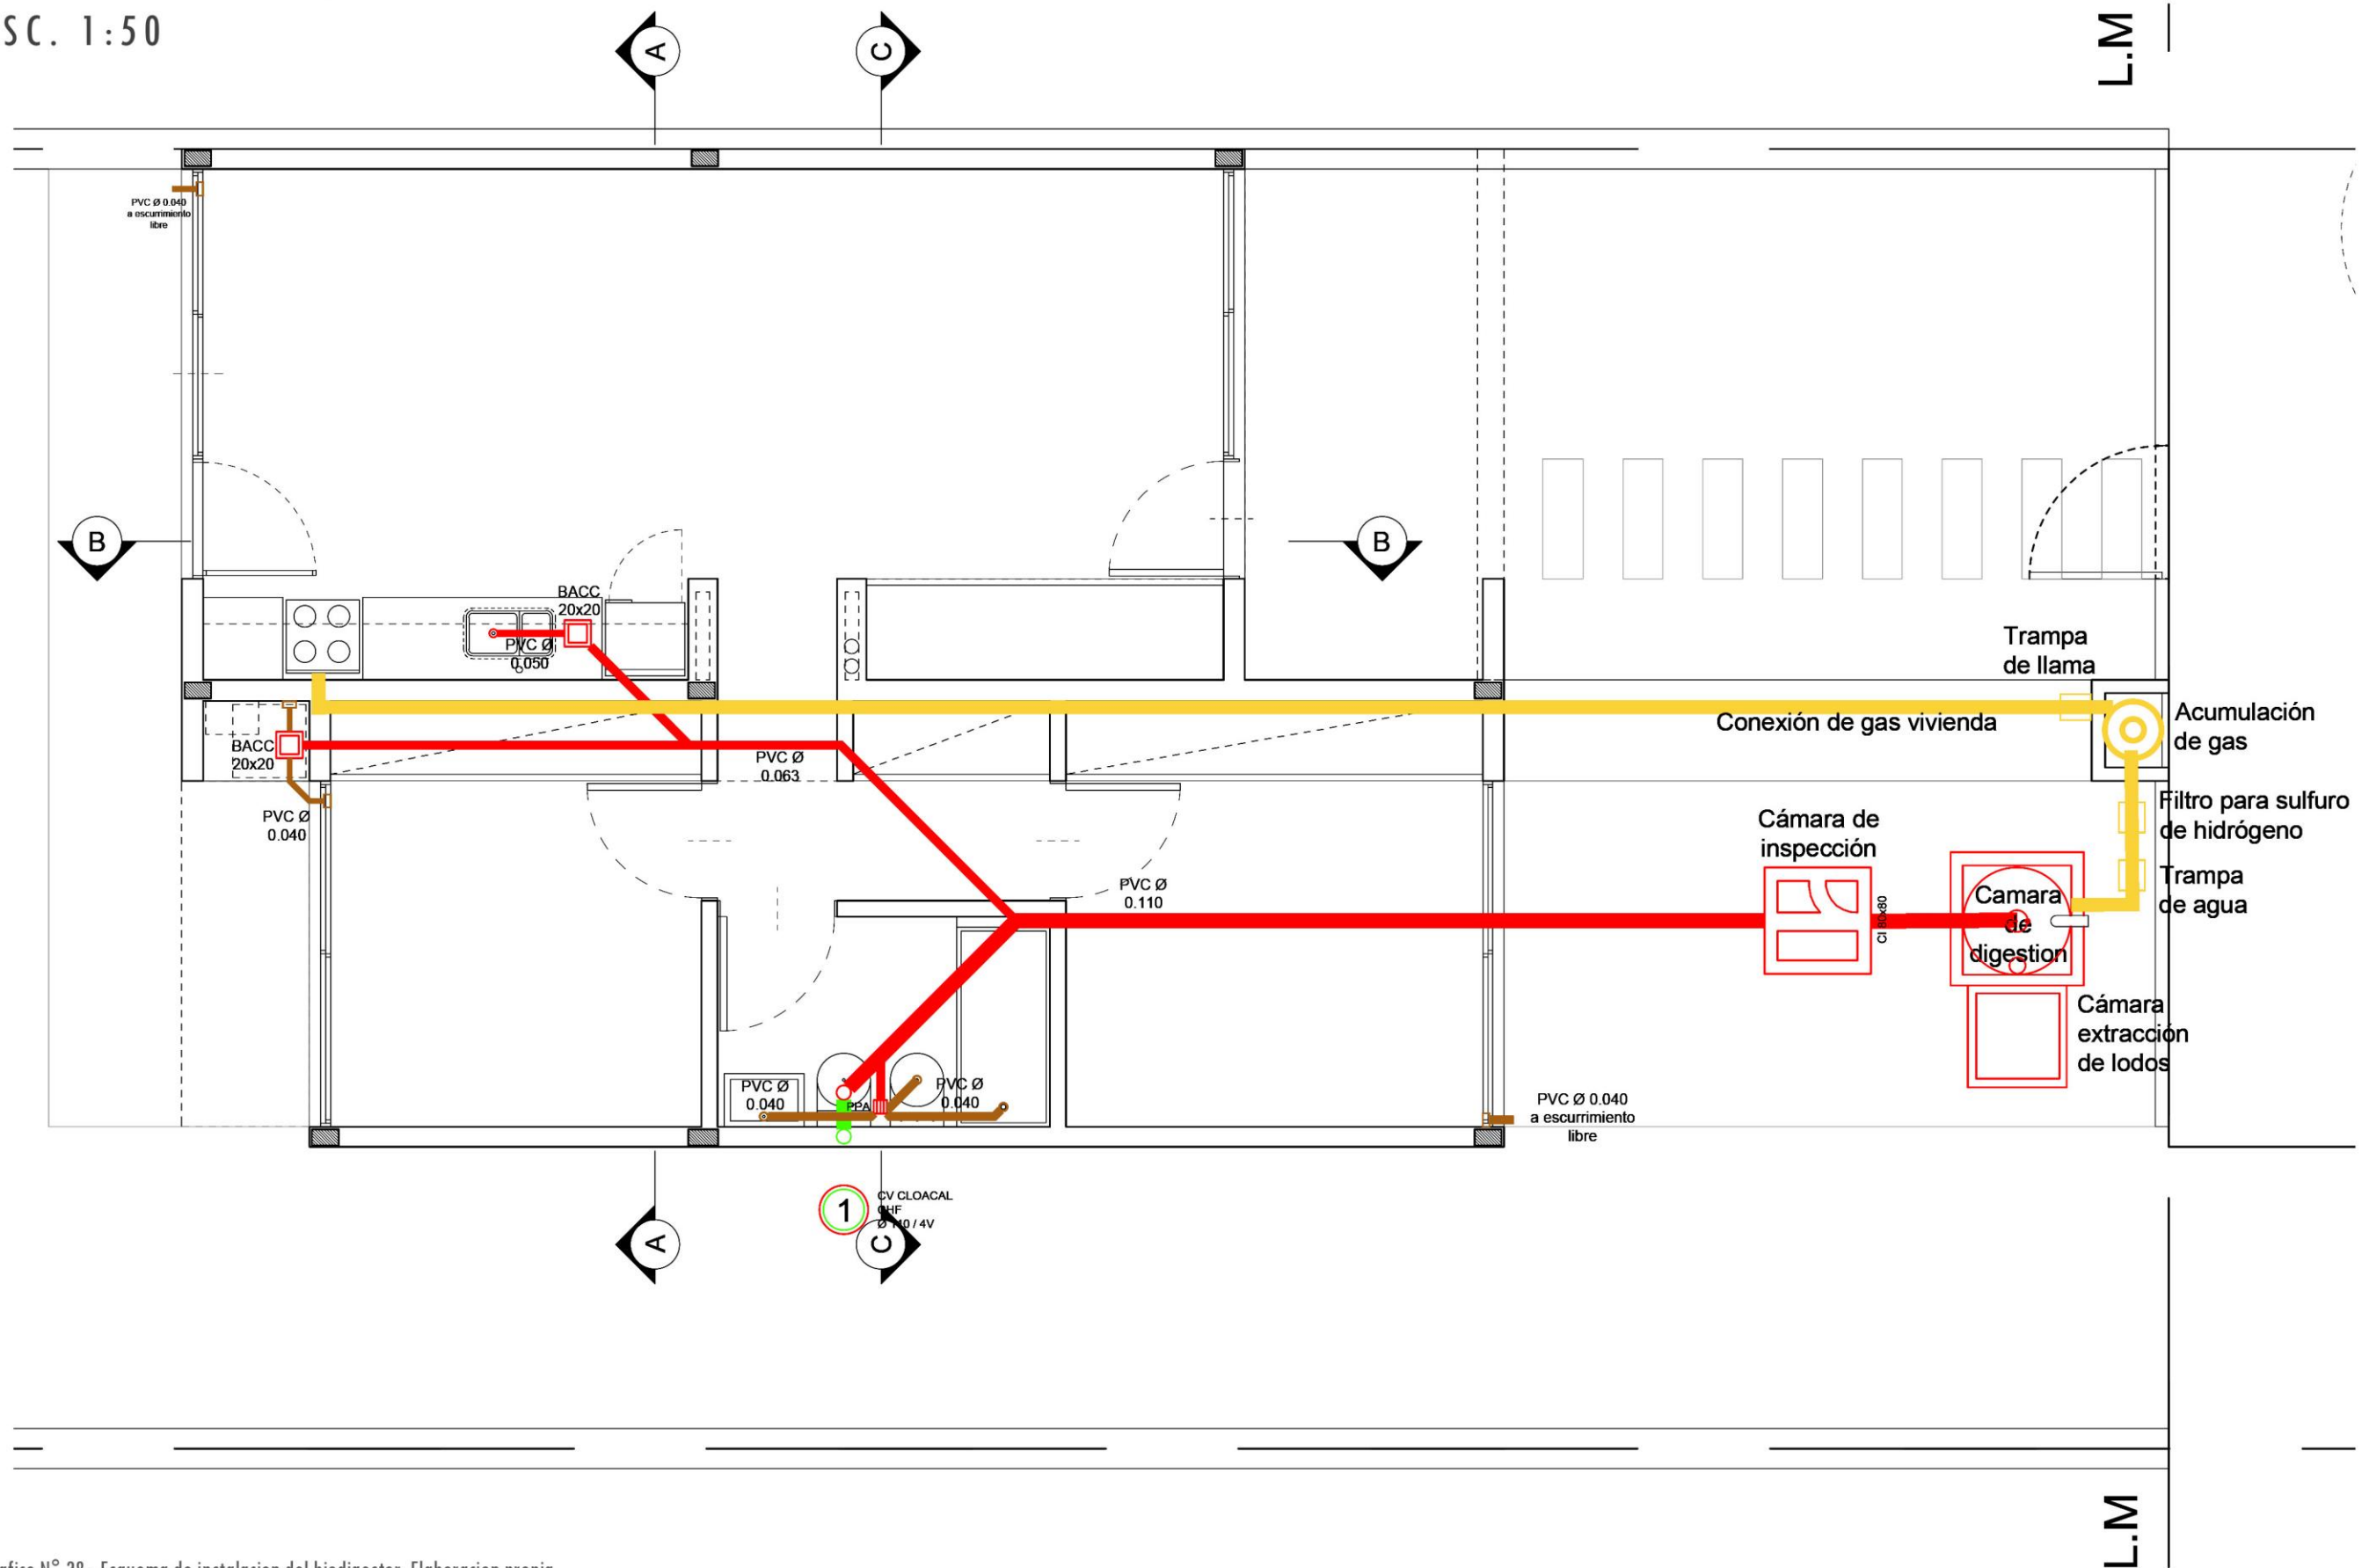 SC. 1:50
A
C
L.M
PVC Ø 0.040
a escurrimiento
libre
B
B
BACC
20x20
PVC Ø
0.050
Trampa
de llama
Conexión de gas vivienda
Acumulación
de gas
BACC
20x20
PVC Ø
0.063
PVC Ø
0.040
Filtro para sulfuro
de hidrógeno
Cámara de
inspección
PVC Ø
0.110
CI 80x80
Camara
de
digestion
Trampa
de agua
Cámara
extracción
de lodos
PVC Ø
0.040
PPA
PVC Ø
0.040
PVC Ø 0.040
a escurrimiento
libre
1
CV CLOACAL
CHF
Ø 110 / 4V
A
C
L.M